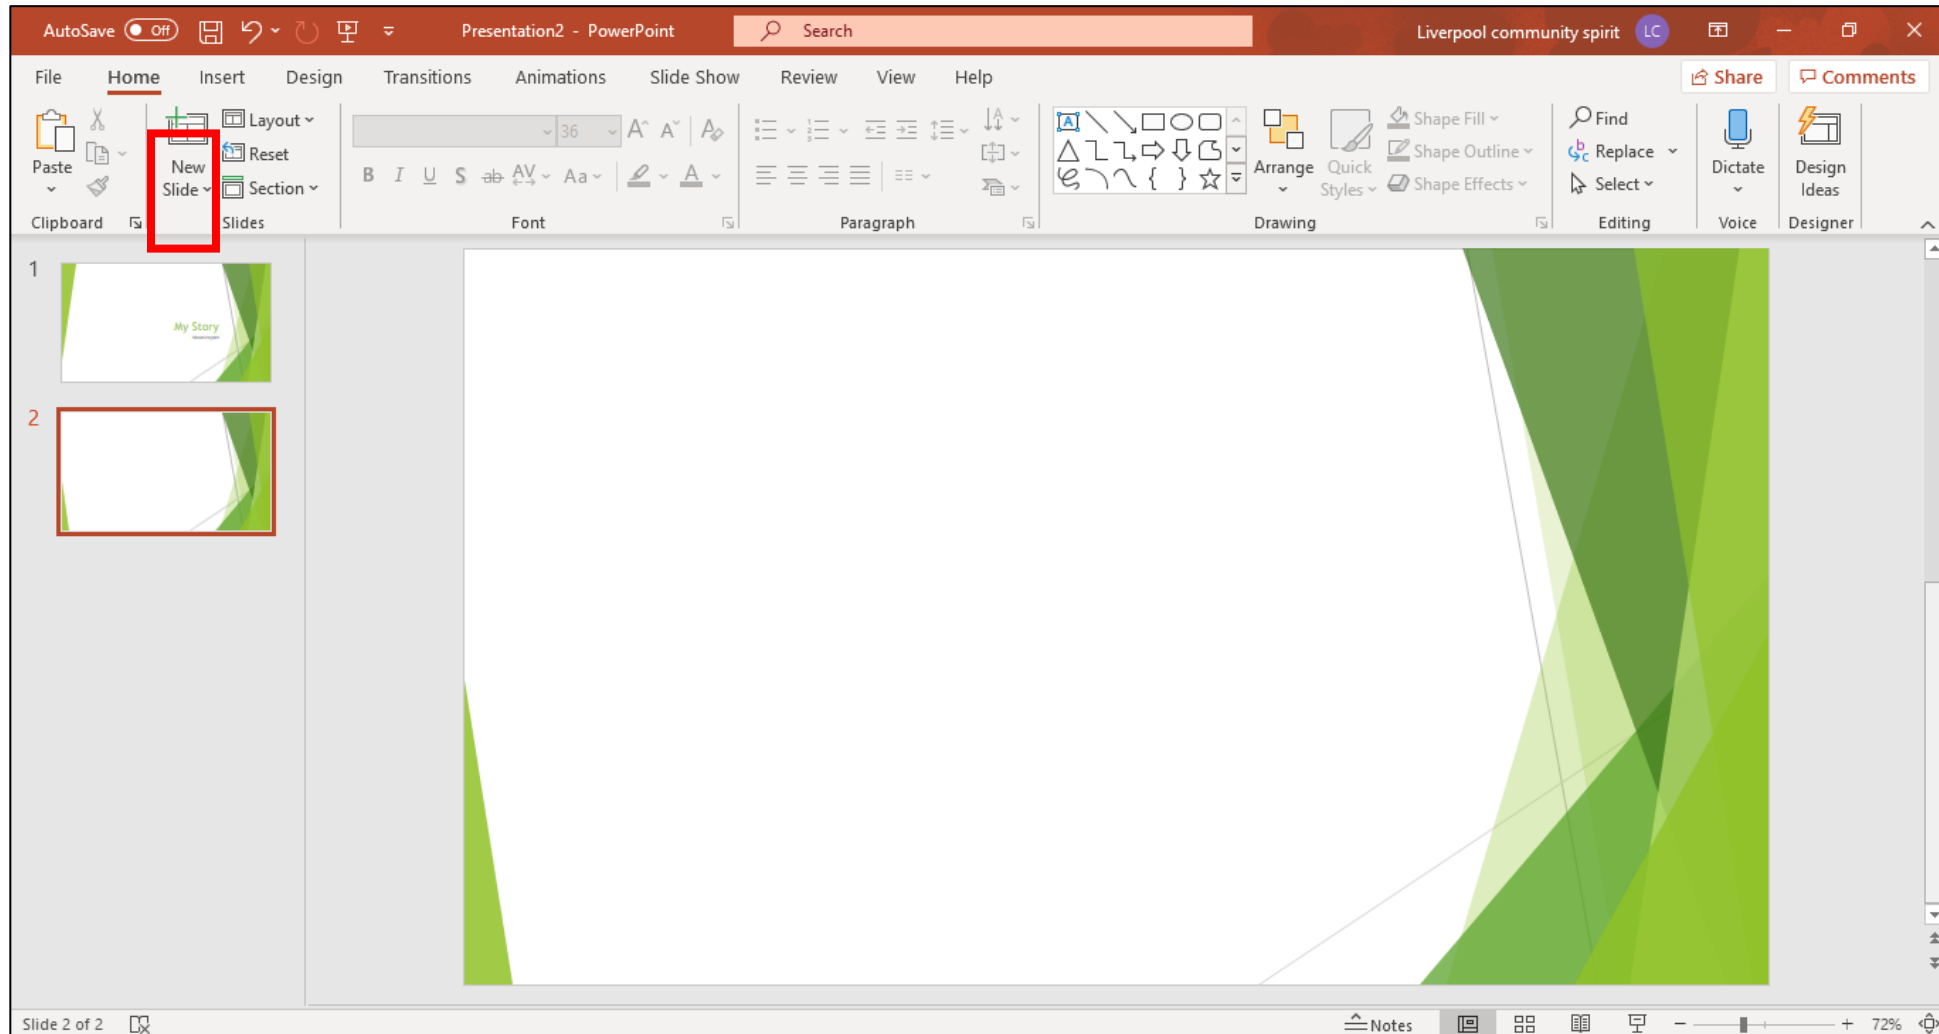 AutoSave Off Presentation2 - PowerPoint Search Liverpool community spirit LC
File Home Insert Design Transitions Animations Slide Show Review View Help Share Comments
Paste
New
Slide
Layout
Reset
Section
36
A A A
B I U S ab AV Aa A
A
A
Arrange
Quick
Styles
Shape Fill
Shape Outline
Shape Effects
Find
Replace
Select
Dictate
Design
Ideas
Clipboard Slides Font Paragraph Drawing Editing Voice Designer
1
My Story
2
Slide 2 of 2 Notes 72%